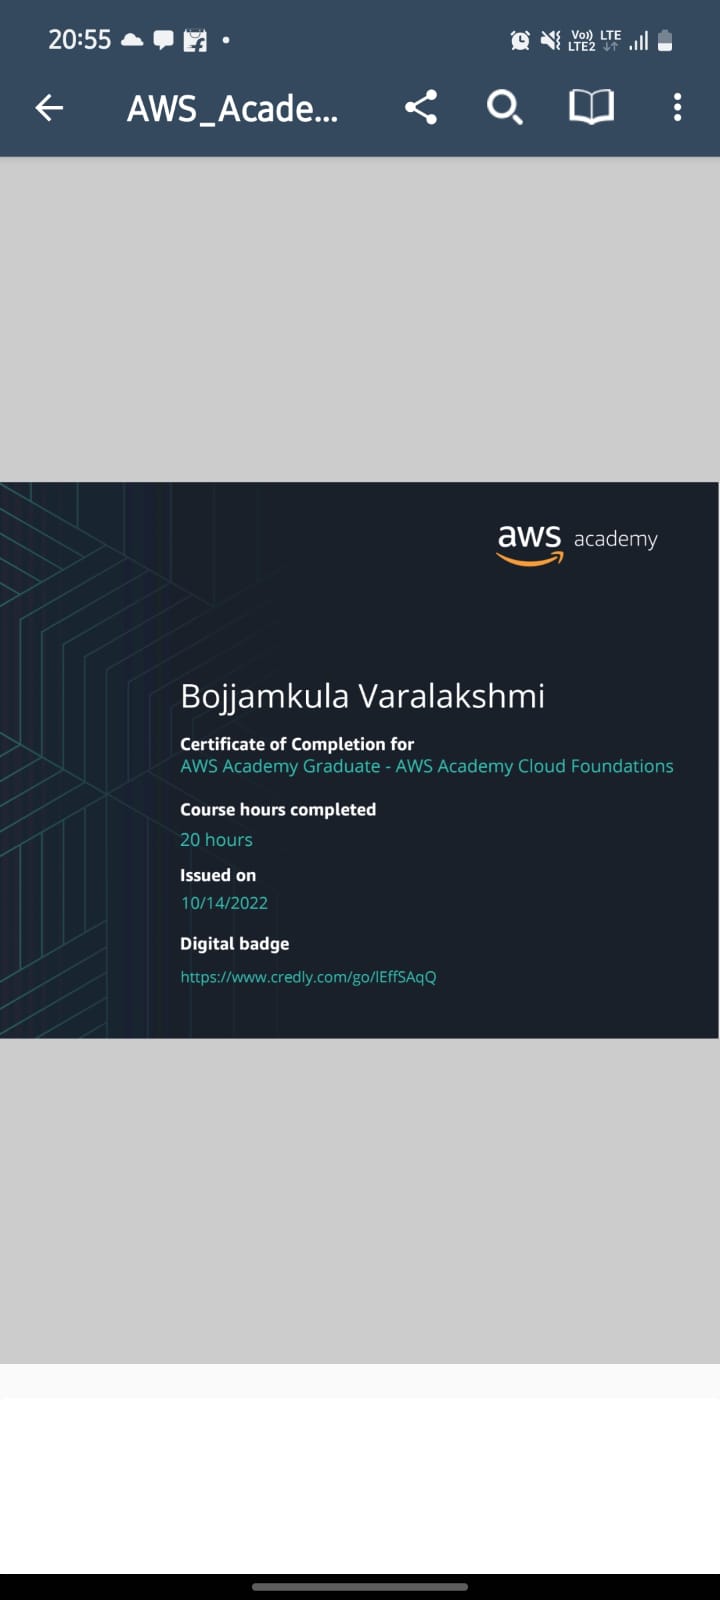 20:55
Vo)) LTE
LTE2
AWS_Acade...
aws academy
Bojjamkula Varalakshmi
Certificate of Completion for
AWS Academy Graduate - AWS Academy Cloud Foundations
Course hours completed
20 hours
Issued on
10/14/2022
Digital badge
https://www.credly.com/go/lEffSAqQ